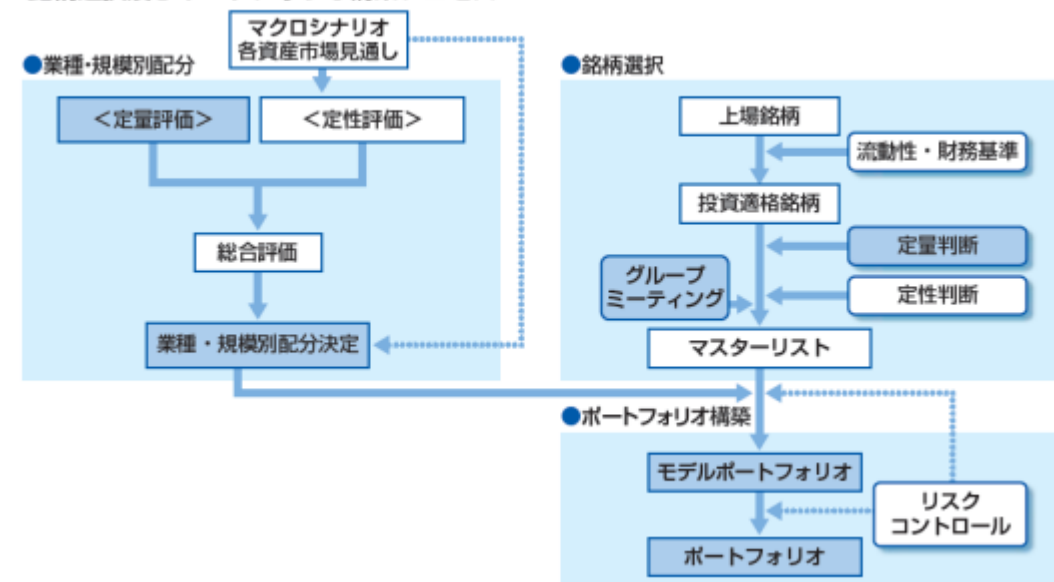 マクロシナリオ
各資産市場見通し
●業種・規模別配分
＜定量評価＞
＜定性評価＞
総合評価
業種・規模別配分決定
●銘柄選択
上場銘柄
流動性・財務基準
投資適格銘柄
定量判断
グループ
ミーティング
定性判断
マスターリスト
●ポートフォリオ構築
モデルポートフォリオ
リスク
コントロール
ポートフォリオ